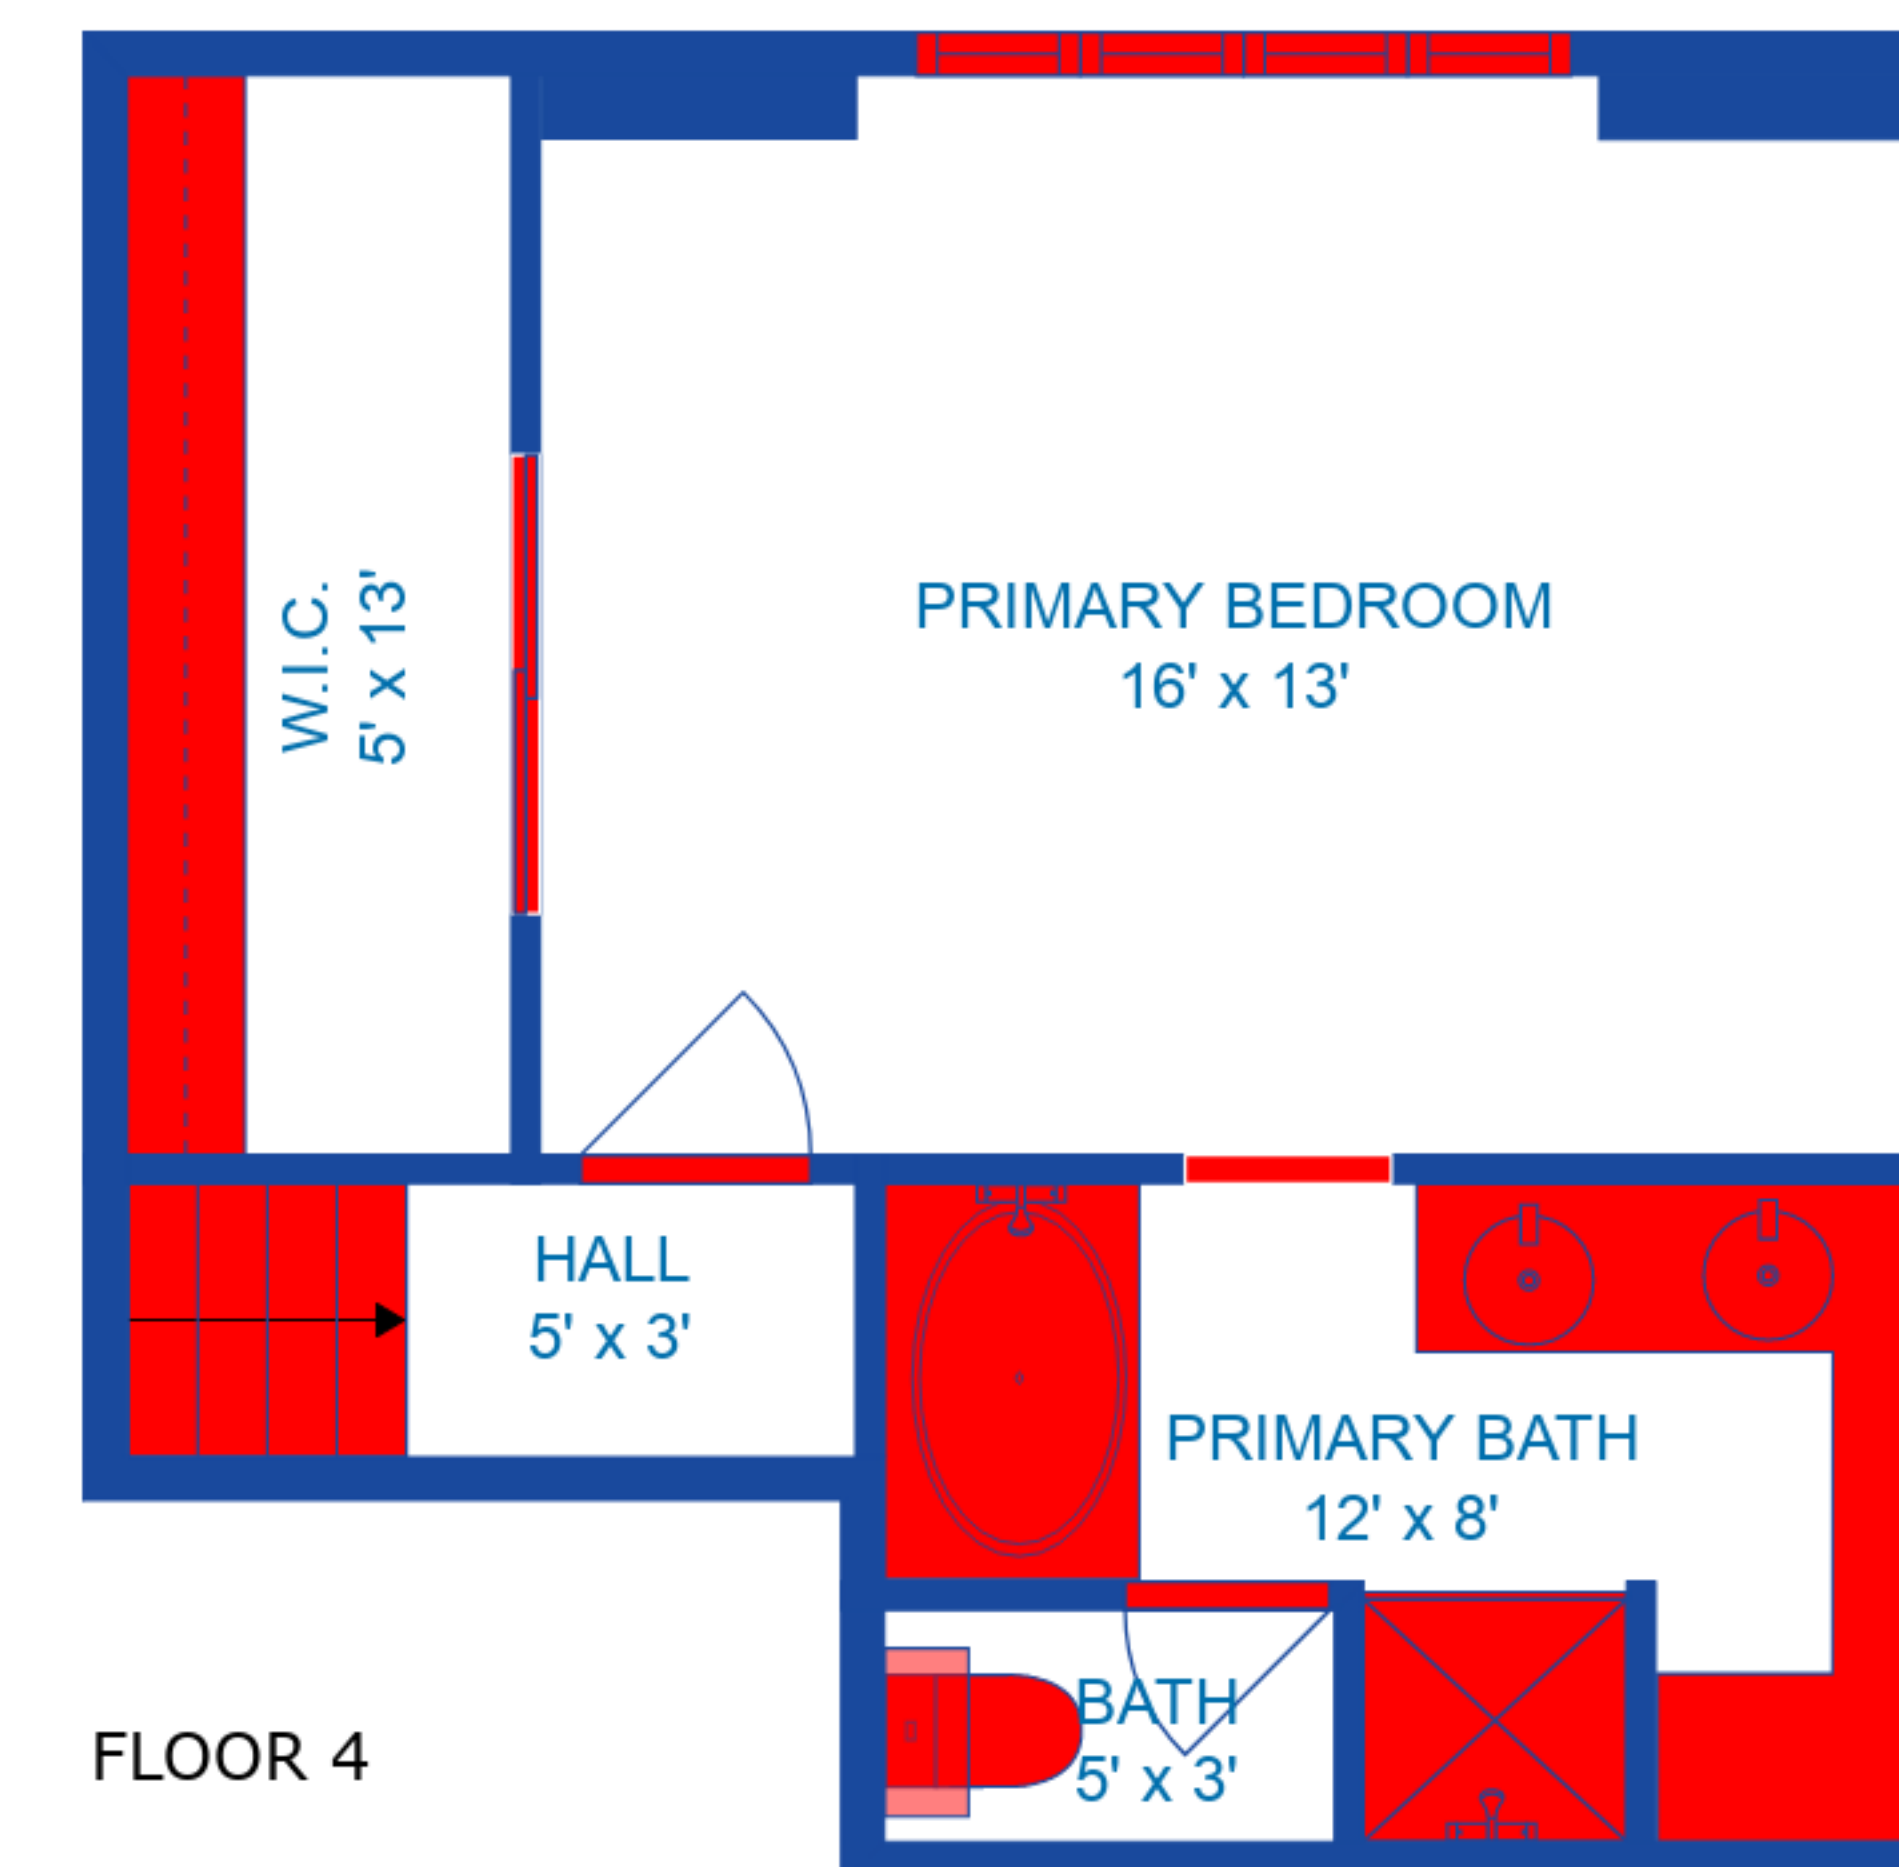 W.I.C.
5' x 13'
PRIMARY BEDROOM
16' x 13'
HALL
5' x 3'
PRIMARY BATH
12' x 8'
BATH
5' x 3'
FLOOR 4